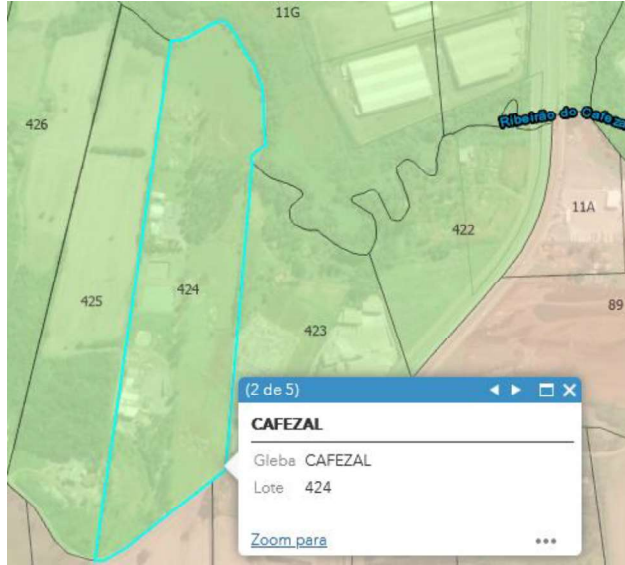 11G
426
Ribeirão do Cafezal
11A
422
424
425
89
423
(2 de 5)
CAFEZAL
Gleba CAFEZAL
Lote 424
Zoom para